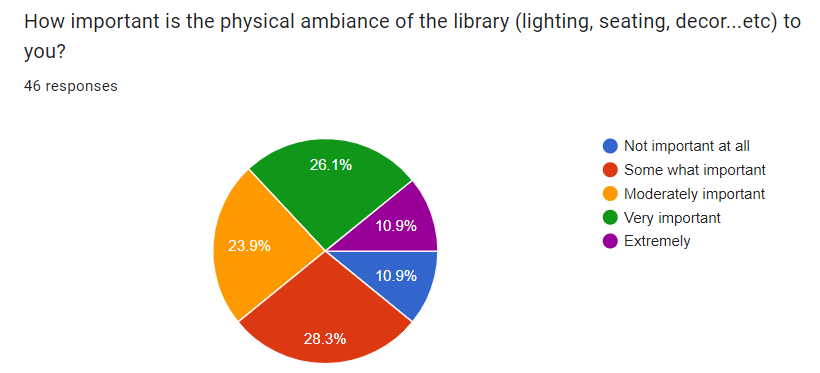 How important is the physical ambiance of the library (lighting, seating, decor...etc) to
you?
46 responses
26.1%
10.9%
23.9%
10.9%
28.3%
Not important at all
Some what important
Moderately important
Very important
Extremely